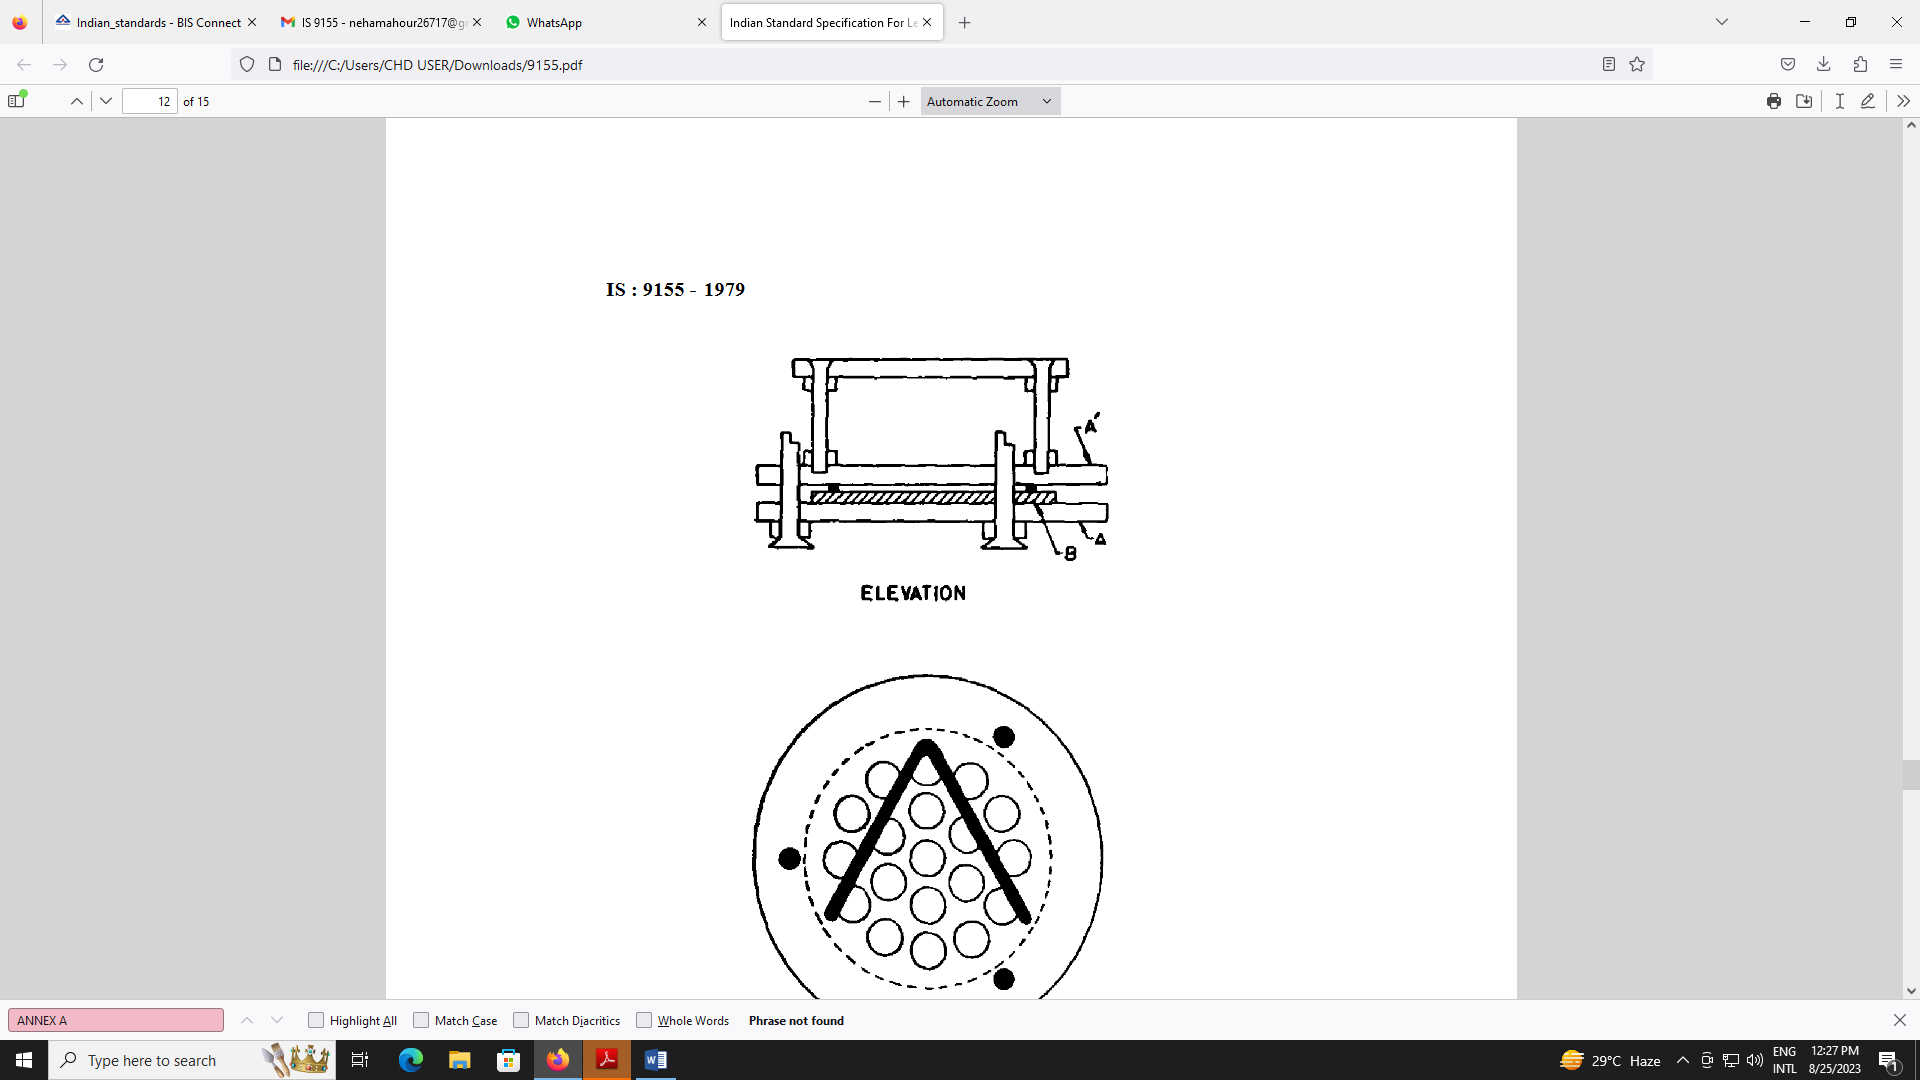 Indian_standards - BIS Connect
IS 9155 - nehamahour26717@g
WhatsApp
Indian Standard Specification For Le
file:///C:/Users/CHD USER/Downloads/9155.pdf
12 of 15
Automatic Zoom
IS : 9155 - 1979
A'
A
B
ELEVATION
ANNEX A
Highlight All
Match Case
Match Diacritics
Whole Words
Phrase not found
Type here to search
29°C Haze
ENG
INTL
12:27 PM
8/25/2023
1